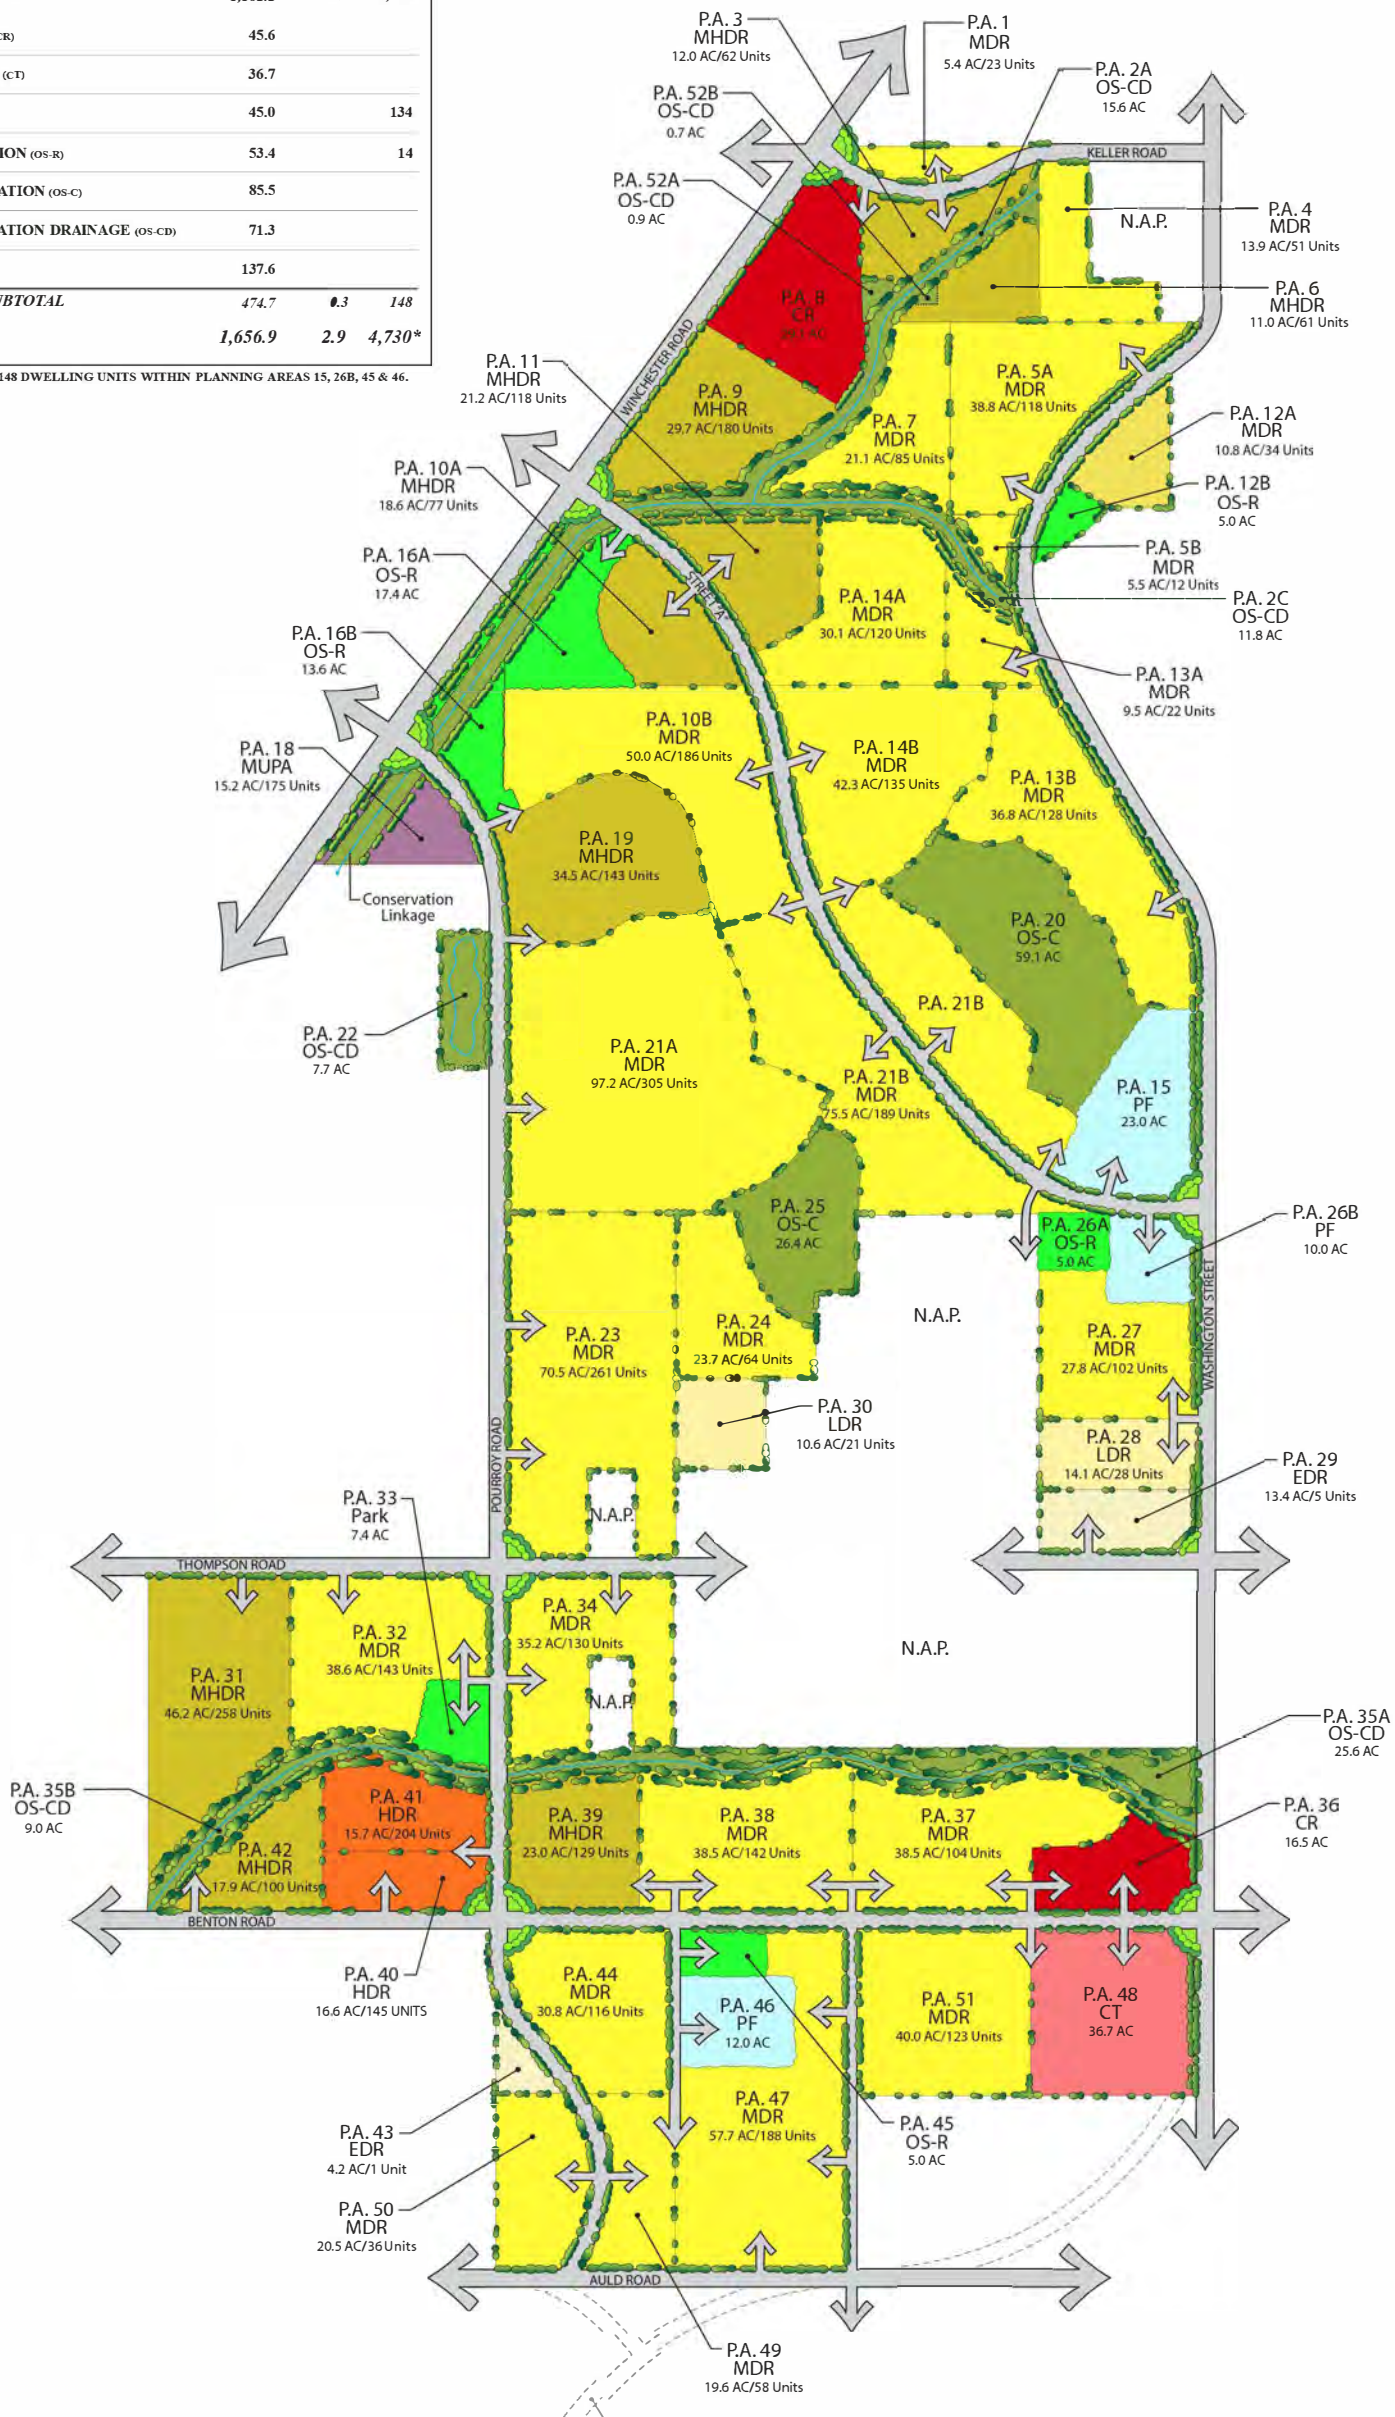 CR) 45.6
(CT) 36.7
45.0 134
ION (OS-R) 53.4 14
ATION (OS-C) 85.5
ATION DRAINAGE (OS-CD) 71.3
137.6
UBTOTAL 474.7 0.3 148
1,656.9 2.9 4,730*
148 DWELLING UNITS WITHIN PLANNING AREAS 15, 26B, 45 & 46.
P.A. 3
MHDR
12.0 AC/62 Units
P.A. 1
MDR
5.4 AC/23 Units
P.A. 2A
OS-CD
15.6 AC
P.A. 52B
OS-CD
0.7 AC
KELLER ROAD
P.A. 52A
OS-CD
0.9 AC
N.A.P.
P.A. 4
MDR
13.9 AC/51 Units
P.A. 8
CR
P.A. 6
MHDR
11.0 AC/61 Units
WINCHESTER ROAD
P.A. 11
MHDR
21.2 AC/118 Units
P.A. 9
MHDR
29.7 AC/180 Units
P.A. 5A
MDR
38.8 AC/118 Units
P.A. 7
MDR
21.1 AC/85 Units
P.A. 12A
MDR
10.8 AC/34 Units
P.A. 10A
MHDR
18.6 AC/77 Units
P.A. 12B
OS-R
5.0 AC
P.A. 16A
OS-R
17.4 AC
P.A. 5B
MDR
5.5 AC/12 Units
STREET "A"
P.A. 14A
MDR
30.1 AC/120 Units
P.A. 2C
OS-CD
11.8 AC
P.A. 16B
OS-R
13.6 AC
P.A. 13A
MDR
9.5 AC/22 Units
P.A. 18
MUPA
15.2 AC/175 Units
P.A. 10B
MDR
50.0 AC/186 Units
P.A. 14B
MDR
42.3 AC/135 Units
P.A. 13B
MDR
36.8 AC/128 Units
P.A. 19
MHDR
34.5 AC/143 Units
Conservation
Linkage
P.A. 20
OS-C
59.1 AC
P.A. 21B
P.A. 22
OS-CD
7.7 AC
P.A. 21A
MDR
97.2 AC/305 Units
P.A. 21B
MDR
75.5 AC/189 Units
P.A. 15
PF
23.0 AC
P.A. 25
OS-C
26.4 AC
P.A. 26A
OS-R
5.0 AC
P.A. 26B
PF
10.0 AC
WASHINGTON STREET
N.A.P.
P.A. 23
MDR
70.5 AC/261 Units
P.A. 24
MDR
23.7 AC/64 Units
P.A. 27
MDR
27.8 AC/102 Units
P.A. 30
LDR
10.6 AC/21 Units
P.A. 28
LDR
14.1 AC/28 Units
POURROY ROAD
P.A. 29
EDR
13.4 AC/5 Units
P.A. 33
Park
7.4 AC
N.A.P.
THOMPSON ROAD
P.A. 34
MDR
35.2 AC/130 Units
P.A. 32
MDR
38.6 AC/143 Units
N.A.P.
P.A. 31
MHDR
46.2 AC/258 Units
N.A.P.
P.A. 35A
OS-CD
25.6 AC
P.A. 35B
OS-CD
9.0 AC
P.A. 41
HDR
15.7 AC/204 Units
P.A. 39
MHDR
23.0 AC/129 Units
P.A. 38
MDR
38.5 AC/142 Units
P.A. 37
MDR
38.5 AC/104 Units
P.A. 36
CR
16.5 AC
P.A. 42
MHDR
17.9 AC/100 Units
BENTON ROAD
P.A. 40
HDR
16.6 AC/145 UNITS
P.A. 44
MDR
30.8 AC/116 Units
P.A. 46
PF
12.0 AC
P.A. 51
MDR
40.0 AC/123 Units
P.A. 48
CT
36.7 AC
P.A. 47
MDR
57.7 AC/188 Units
P.A. 45
OS-R
5.0 AC
P.A. 43
EDR
4.2 AC/1 Unit
P.A. 50
MDR
20.5 AC/36 Units
AULD ROAD
P.A. 49
MDR
19.6 AC/58 Units